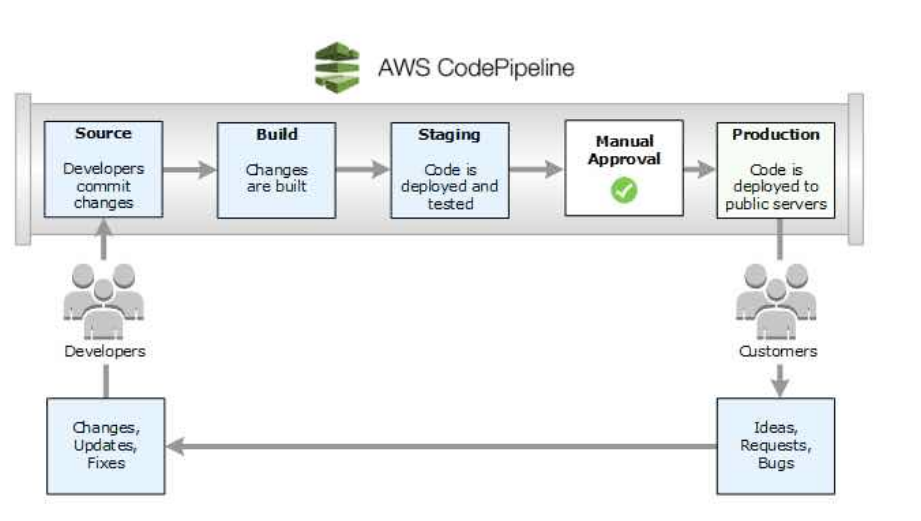 AWS CodePipeline
Source
Developers
commit
changes
Build
Changes
are built
Staging
Code is
deployed and
tested
Manual
Approval
Production
Code is
deployed to
public servers
Developers
Customers
Changes,
Updates,
Fixes
Ideas,
Requests,
Bugs